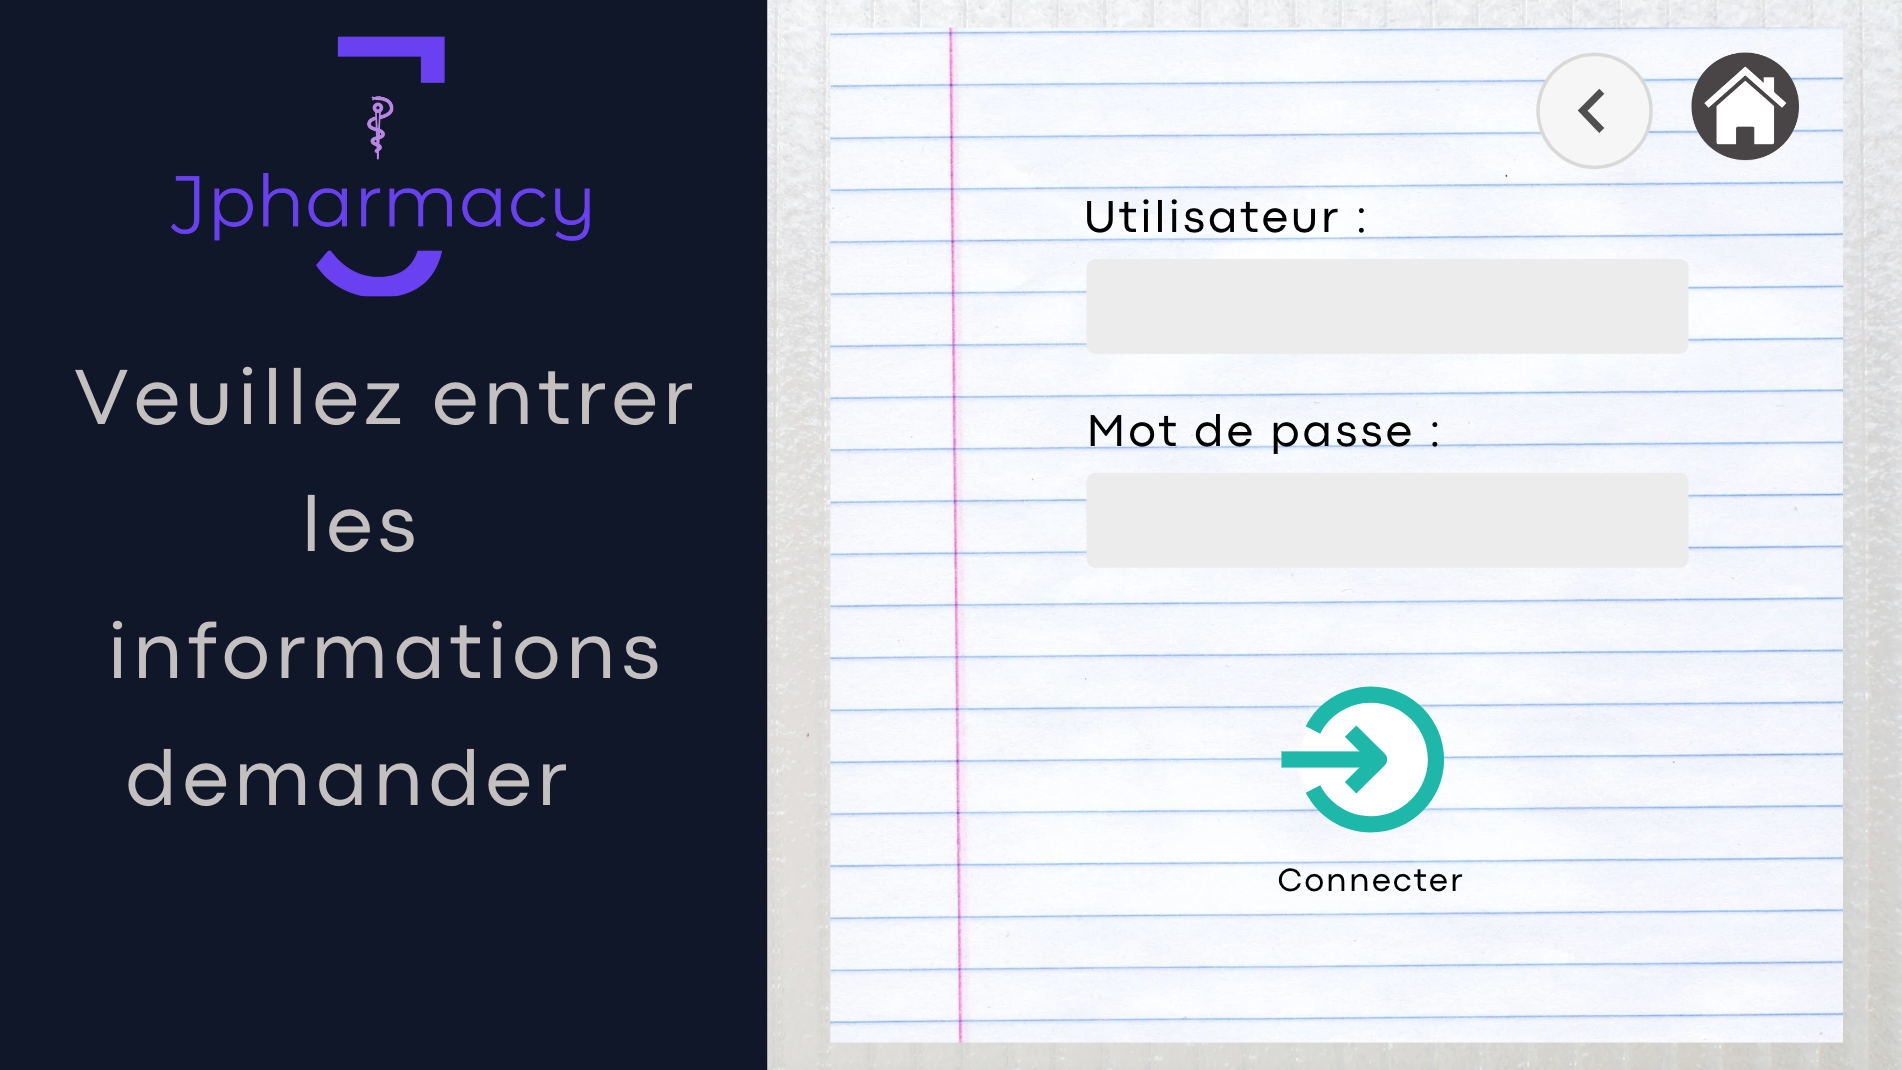 Jpharmacy
Veuillez entrer
les
informations
demander
Utilisateur :
Mot de passe :
Connecter